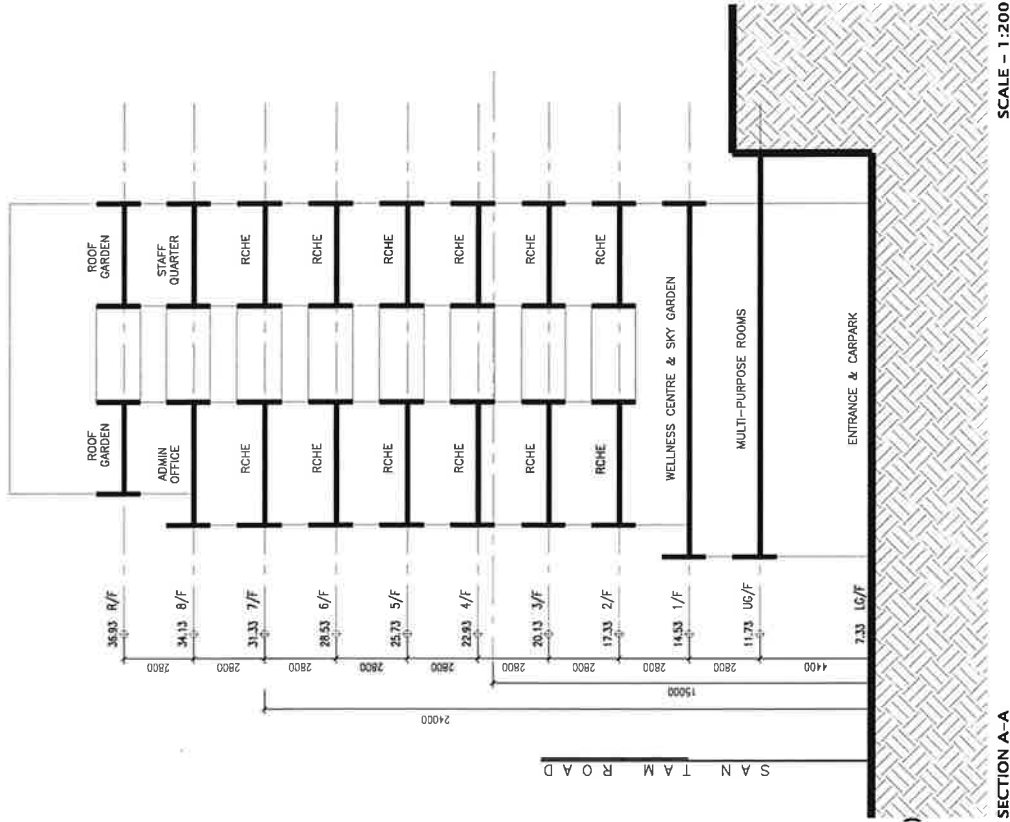 36.93 R/F
ROOF
GARDEN
ROOF
GARDEN
2800
34.13 8/F
ADMIN
OFFICE
STAFF
QUARTER
2800
31.33 7/F
RCHE
RCHE
2800
28.53 6/F
RCHE
RCHE
2800
25.73 5/F
RCHE
RCHE
2800
22.93 4/F
RCHE
RCHE
2800
20.13 3/F
RCHE
RCHE
2800
17.33 2/F
RCHE
RCHE
2800
14.53 1/F
WELLNESS CENTRE & SKY GARDEN
2800
11.73 UG/F
MULTI-PURPOSE ROOMS
4400
7.33 LG/F
ENTRANCE & CARPARK
15000
24000
SAN TAM ROAD
SECTION A-A
SCALE - 1:200